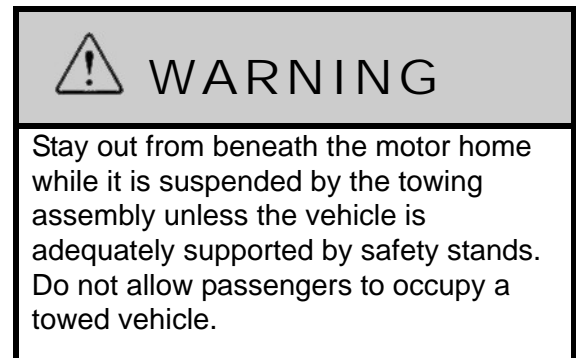 WARNING
Stay out from beneath the motor home
while it is suspended by the towing
assembly unless the vehicle is
adequately supported by safety stands.
Do not allow passengers to occupy a
towed vehicle.